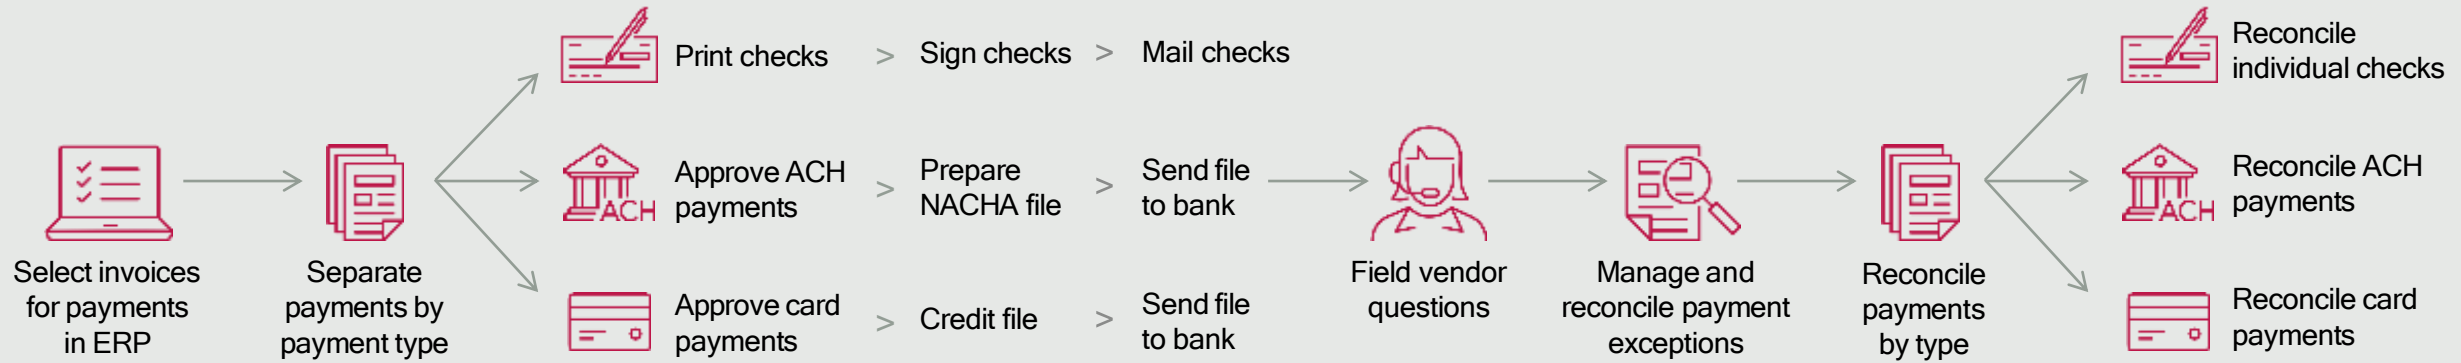 Select invoices
for payments
in ERP
Separate
payments by
payment type
Print checks
>
Sign checks
>
Mail checks
ACH
Approve ACH
payments
>
Prepare
NACHA file
>
Send file
to bank
Approve card
payments
>
Credit file
>
Send file
to bank
Field vendor
questions
Manage and
reconcile payment
exceptions
Reconcile
payments
by type
Reconcile
individual checks
ACH
Reconcile ACH
payments
Reconcile card
payments